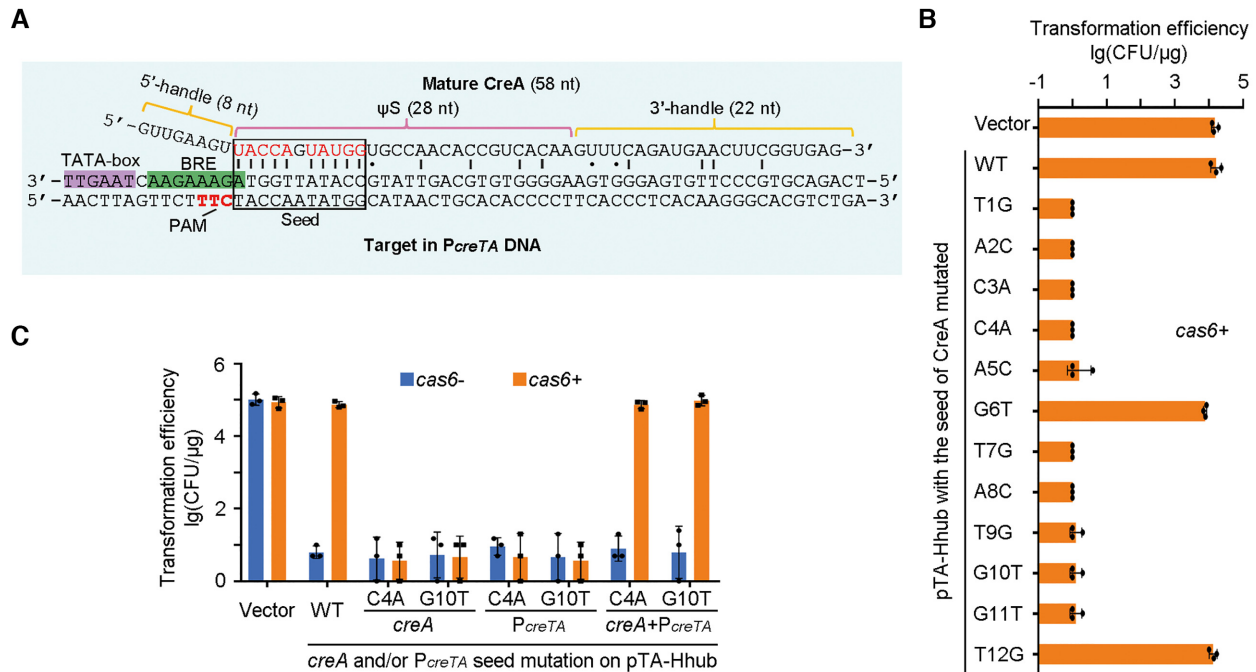 A
Mature CreA (58 nt)
5'-handle (8 nt)
ψS (28 nt)
3'-handle (22 nt)
5'-GUUGAAGU UACCAGUAUGG UGCCAACACCGUCACAAGUUUCAGAUGAACUUCGGUGAG-3'
TATA-box
BRE
3'-TTGAATCAAGAAAGATGGTTATACCGTATTGACGTGTGGGGAAGTGGGAGTGTTCCCGTGCAGACT-5'
5'-AACTTAGTTCTTTCTACCAATATGGCATAACTGCACACCCCTTCACCCTCACAAGGGCACGTCTGA-3'
PAM
Seed
Target in PcreTA DNA
B
Transformation efficiency
lg(CFU/μg)
-1 1 3 5
Vector
WT
T1G
A2C
C3A
C4A
A5C
G6T
T7G
A8C
T9G
G10T
G11T
T12G
cas6+
pTA-Hhub with the seed of CreA mutated
C
Transformation efficiency
lg(CFU/μg)
6
4
2
0
cas6-
cas6+
Vector
WT
C4A G10T C4A G10T C4A G10T
creA PcreTA creA+PcreTA
creA and/or PcreTA seed mutation on pTA-Hhub